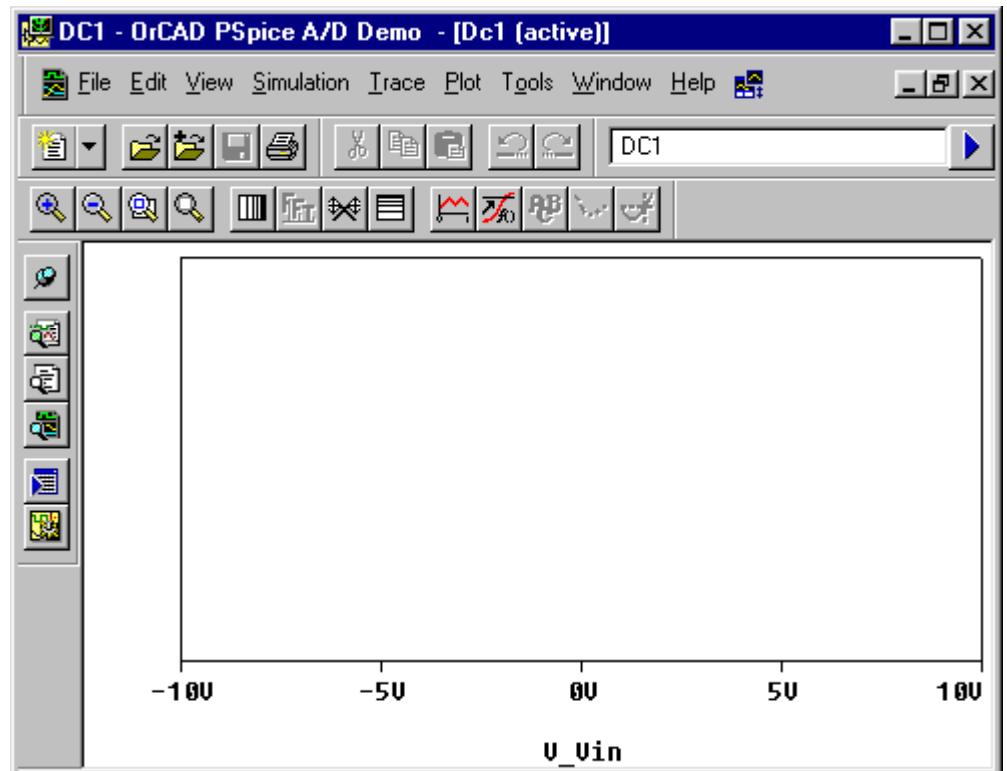 DC1 - OrCAD PSpice A/D Demo - [Dc1 (active)]
File Edit View Simulation Trace Plot Tools Window Help
DC1
FFT
-10V -5V 0V 5V 10V
V_Vin